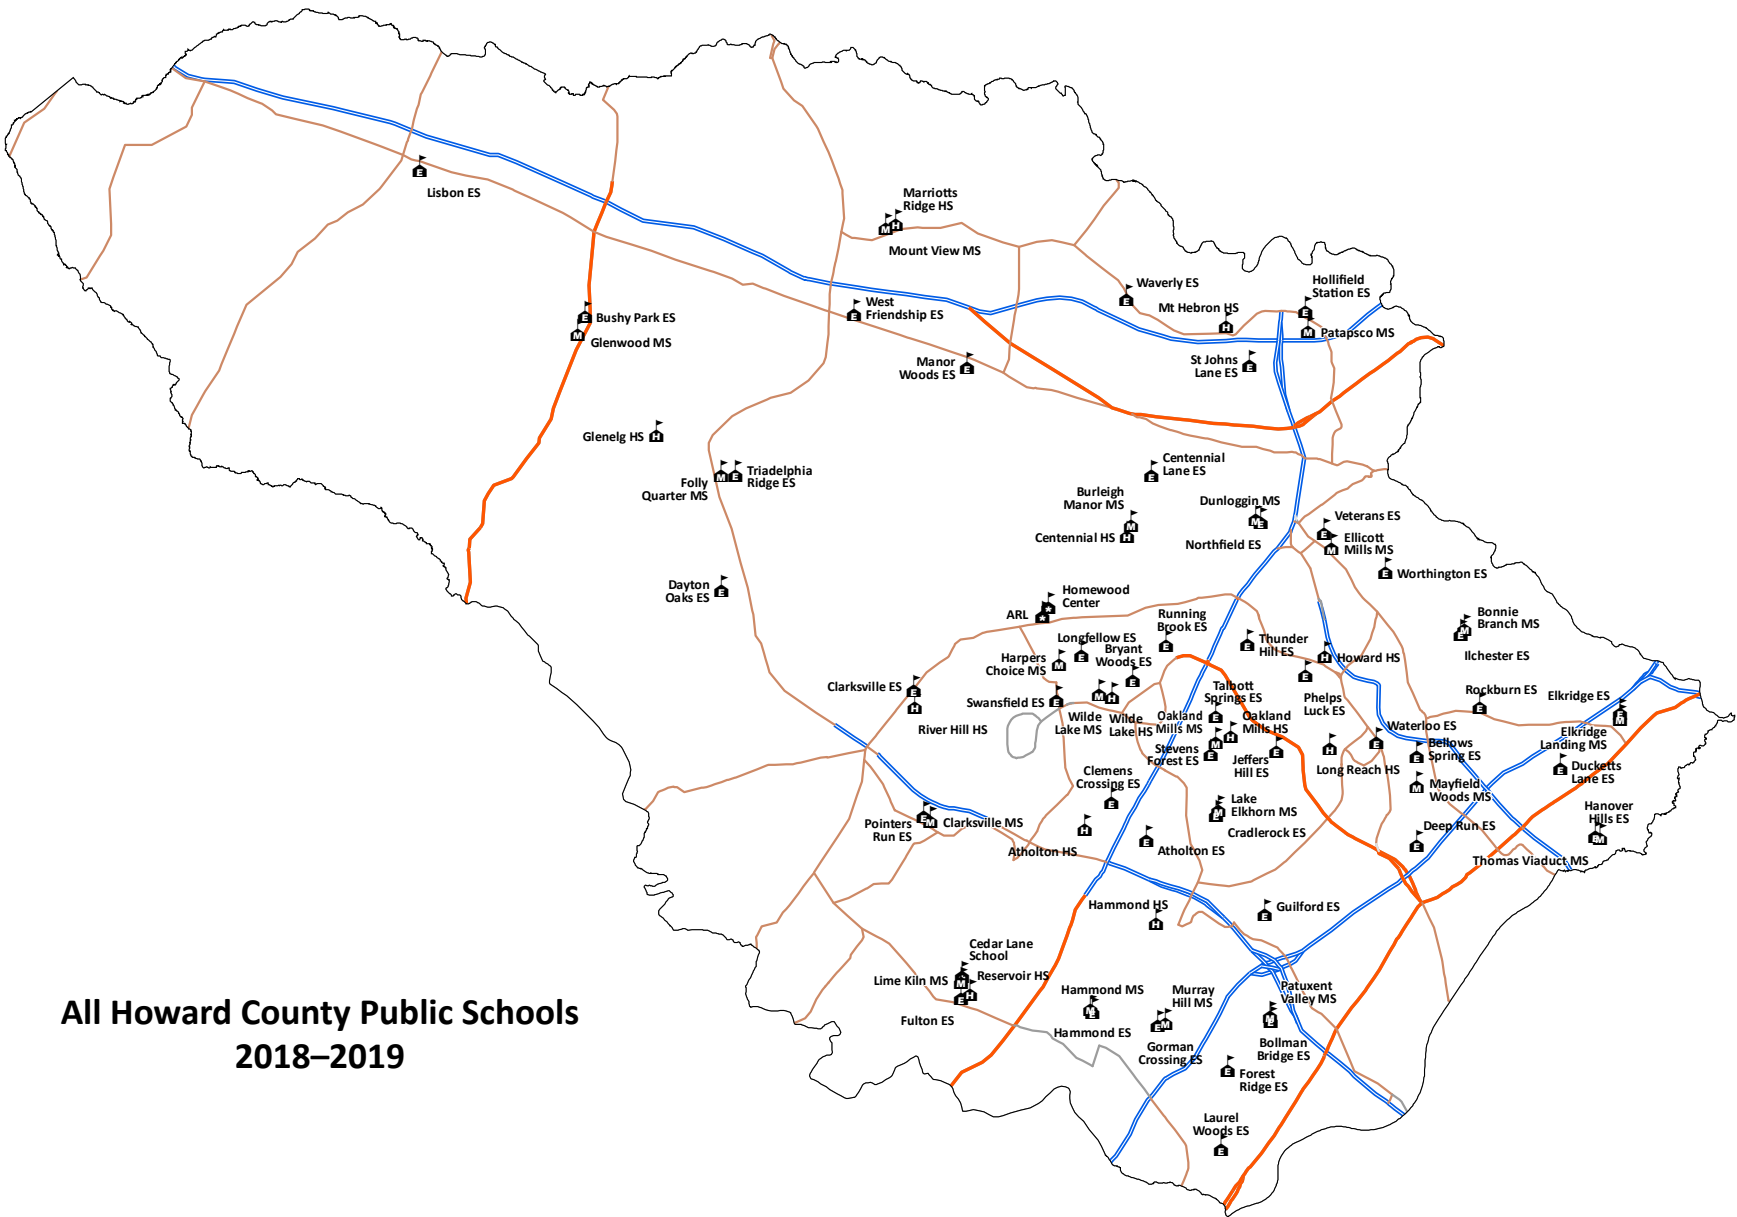 Lisbon ES
Marriotts
Ridge HS
Mount View MS
Bushy Park ES
Glenwood MS
West
Friendship ES
Manor
Woods ES
Waverly ES
Mt Hebron HS
Hollifield
Station ES
Patapsco MS
St Johns
Lane ES
Glenelg HS
Folly
Quarter MS
Triadelphia
Ridge ES
Centennial
Lane ES
Burleigh
Manor MS
Centennial HS
Dunloggin MS
Northfield ES
Veterans ES
Ellicott
Mills MS
Worthington ES
Dayton
Oaks ES
Homewood
Center
ARL
Running
Brook ES
Longfellow ES
Bryant
Woods ES
Harpers
Choice MS
Thunder
Hill ES
Howard HS
Bonnie
Branch MS
Ilchester ES
Clarksville ES
River Hill HS
Swansfield ES
Wilde
Lake MS
Wilde
Lake HS
Talbott
Springs ES
Oakland
Mills MS
Oakland
Mills HS
Stevens
Forest ES
Jeffers
Hill ES
Phelps
Luck ES
Long Reach HS
Waterloo ES
Bellows
Spring ES
Mayfield
Woods MS
Rockburn ES
Elkridge ES
Elkridge
Landing MS
Ducketts
Lane ES
Hanover
Hills ES
Thomas Viaduct MS
Deep Run ES
Clemens
Crossing ES
Lake
Elkhorn MS
Cradlerock ES
Pointers
Run ES
Clarksville MS
Atholton HS
Atholton ES
Hammond HS
Guilford ES
Cedar Lane
School
Lime Kiln MS
Reservoir HS
Fulton ES
Hammond MS
Hammond ES
Murray
Hill MS
Gorman
Crossing ES
Patuxent
Valley MS
Bollman
Bridge ES
Forest
Ridge ES
Laurel
Woods ES
All Howard County Public Schools
2018–2019